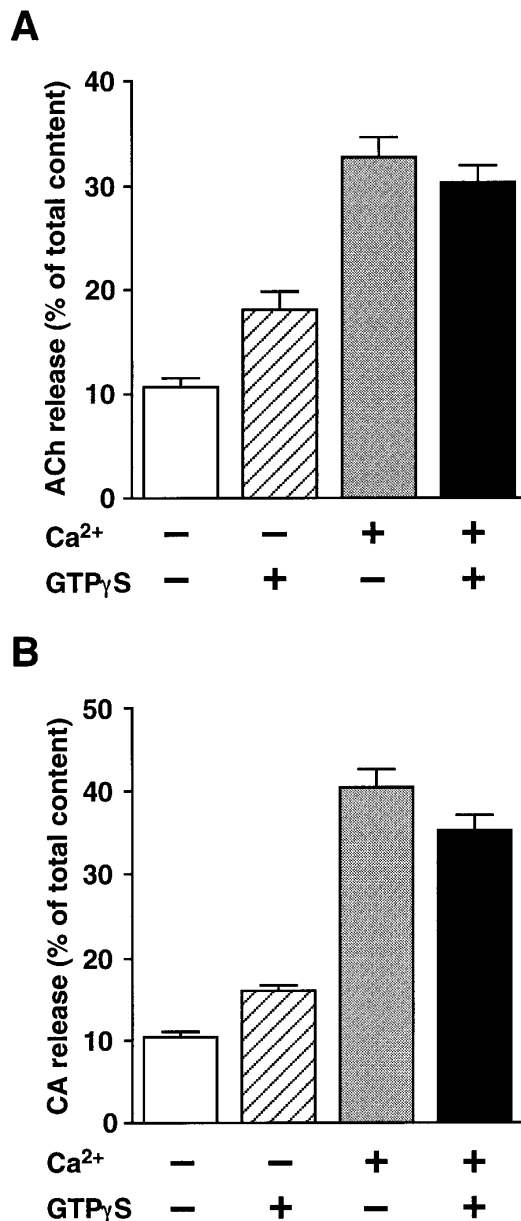 A
ACh release (% of total content)
40
30
20
10
0
Ca²⁺ − − + +
GTPγS − + − +
B
CA release (% of total content)
50
40
30
20
10
0
Ca²⁺ − − + +
GTPγS − + − +